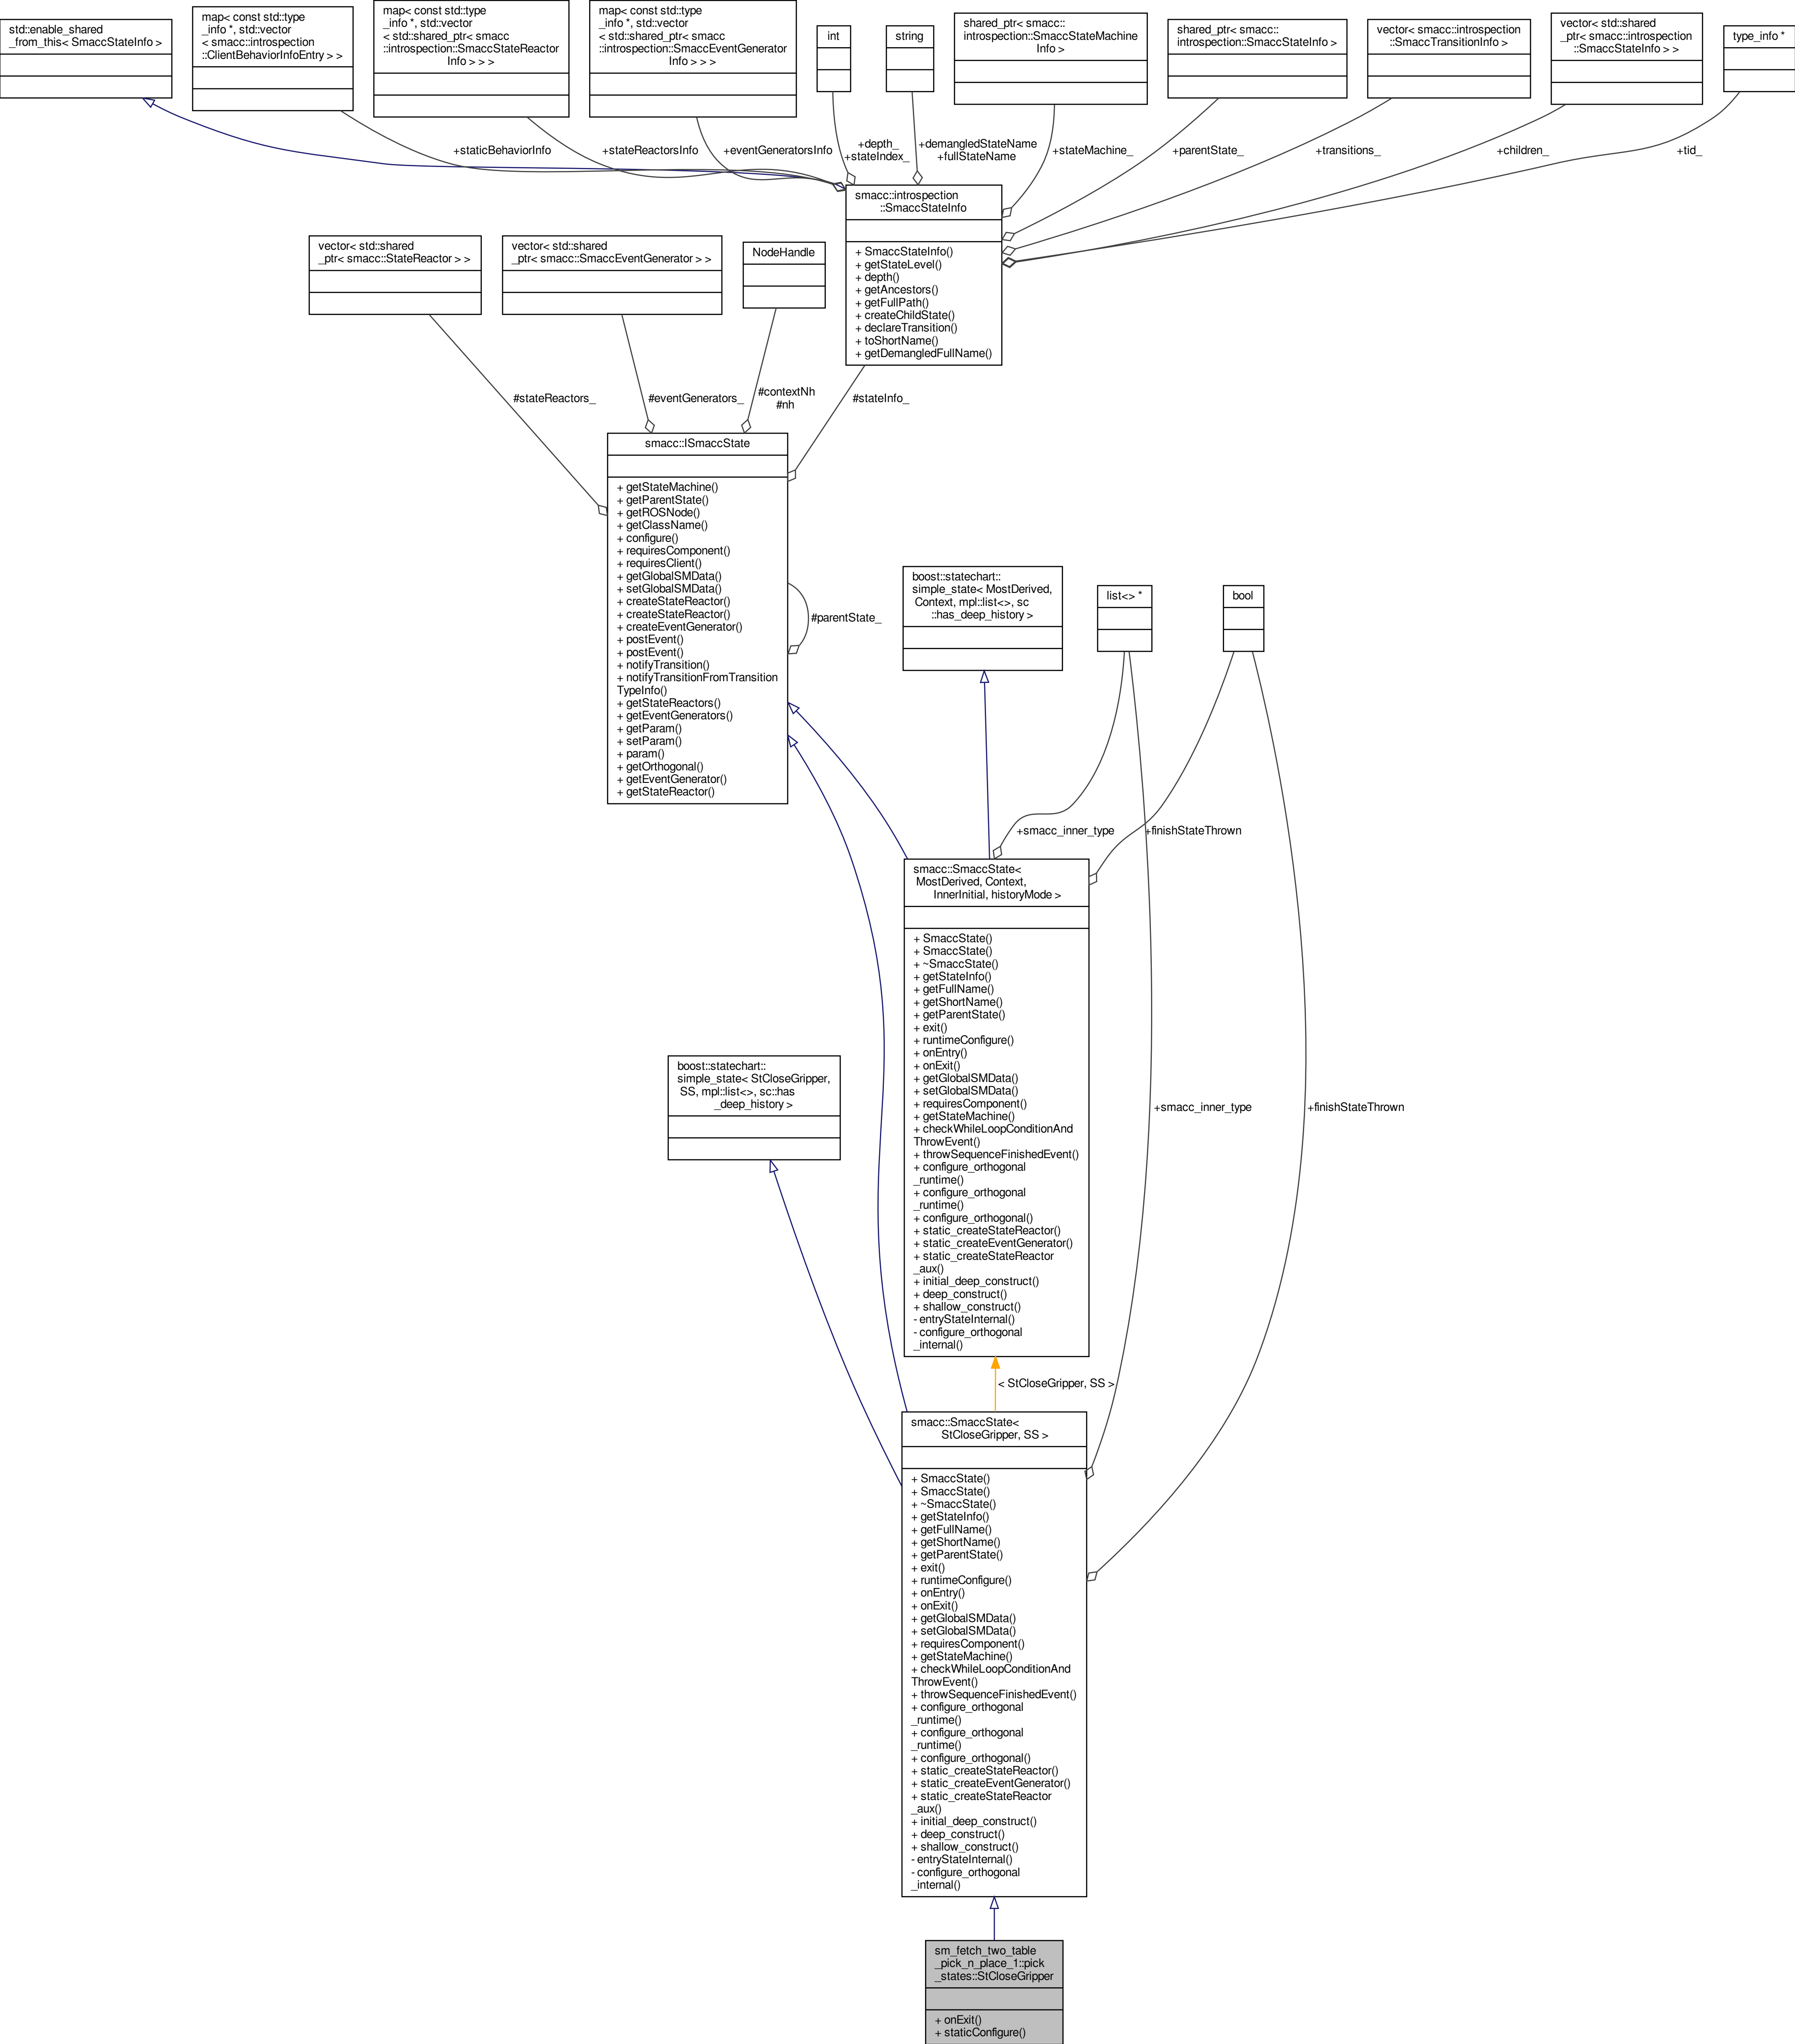 std::enable_shared
_from_this< SmaccStateInfo >
map< const std::type
_info *, std::vector
< smacc::introspection
::ClientBehaviorInfoEntry > >
map< const std::type
_info *, std::vector
< std::shared_ptr< smacc
::introspection::SmaccStateReactor
Info > > >
map< const std::type
_info *, std::vector
< std::shared_ptr< smacc
::introspection::SmaccEventGenerator
Info > > >
int
string
shared_ptr< smacc::
introspection::SmaccStateMachine
Info >
shared_ptr< smacc::
introspection::SmaccStateInfo >
vector< smacc::introspection
::SmaccTransitionInfo >
vector< std::shared
_ptr< smacc::introspection
::SmaccStateInfo > >
type_info *
+staticBehaviorInfo
+stateReactorsInfo
+eventGeneratorsInfo
+depth_
+stateIndex_
+demangledStateName
+fullStateName
+stateMachine_
+parentState_
+transitions_
+children_
+tid_
smacc::introspection
::SmaccStateInfo
+ SmaccStateInfo()
+ getStateLevel()
+ depth()
+ getAncestors()
+ getFullPath()
+ createChildState()
+ declareTransition()
+ toShortName()
+ getDemangledFullName()
vector< std::shared
_ptr< smacc::StateReactor > >
vector< std::shared
_ptr< smacc::SmaccEventGenerator > >
NodeHandle
#stateReactors_
#eventGenerators_
#contextNh
#nh
#stateInfo_
smacc::ISmaccState
+ getStateMachine()
+ getParentState()
+ getROSNode()
+ getClassName()
+ configure()
+ requiresComponent()
+ requiresClient()
+ getGlobalSMData()
+ setGlobalSMData()
+ createStateReactor()
+ createStateReactor()
+ createEventGenerator()
+ postEvent()
+ postEvent()
+ notifyTransition()
+ notifyTransitionFromTransition
TypeInfo()
+ getStateReactors()
+ getEventGenerators()
+ getParam()
+ setParam()
+ param()
+ getOrthogonal()
+ getEventGenerator()
+ getStateReactor()
#parentState_
boost::statechart::
simple_state< MostDerived,
Context, mpl::list<>, sc
::has_deep_history >
list<> *
bool
+smacc_inner_type
+finishStateThrown
smacc::SmaccState<
MostDerived, Context,
InnerInitial, historyMode >
+ SmaccState()
+ SmaccState()
+ ~SmaccState()
+ getStateInfo()
+ getFullName()
+ getShortName()
+ getParentState()
+ exit()
+ runtimeConfigure()
+ onEntry()
+ onExit()
+ getGlobalSMData()
+ setGlobalSMData()
+ requiresComponent()
+ getStateMachine()
+ checkWhileLoopConditionAnd
ThrowEvent()
+ throwSequenceFinishedEvent()
+ configure_orthogonal
_runtime()
+ configure_orthogonal
_runtime()
+ configure_orthogonal()
+ static_createStateReactor()
+ static_createEventGenerator()
+ static_createStateReactor
_aux()
+ initial_deep_construct()
+ deep_construct()
+ shallow_construct()
- entryStateInternal()
- configure_orthogonal
_internal()
boost::statechart::
simple_state< StCloseGripper,
SS, mpl::list<>, sc::has
_deep_history >
+smacc_inner_type
+finishStateThrown
< StCloseGripper, SS >
smacc::SmaccState<
StCloseGripper, SS >
+ SmaccState()
+ SmaccState()
+ ~SmaccState()
+ getStateInfo()
+ getFullName()
+ getShortName()
+ getParentState()
+ exit()
+ runtimeConfigure()
+ onEntry()
+ onExit()
+ getGlobalSMData()
+ setGlobalSMData()
+ requiresComponent()
+ getStateMachine()
+ checkWhileLoopConditionAnd
ThrowEvent()
+ throwSequenceFinishedEvent()
+ configure_orthogonal
_runtime()
+ configure_orthogonal
_runtime()
+ configure_orthogonal()
+ static_createStateReactor()
+ static_createEventGenerator()
+ static_createStateReactor
_aux()
+ initial_deep_construct()
+ deep_construct()
+ shallow_construct()
- entryStateInternal()
- configure_orthogonal
_internal()
sm_fetch_two_table
_pick_n_place_1::pick
_states::StCloseGripper
+ onExit()
+ staticConfigure()